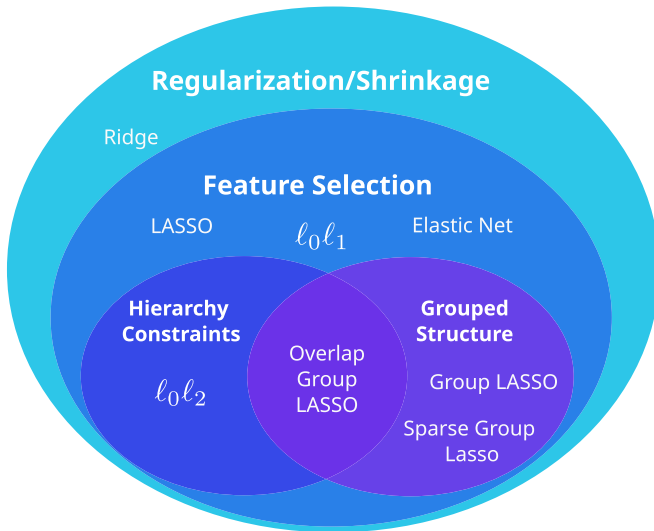 Regularization/Shrinkage
Ridge
Feature Selection
LASSO
ℓ₀ℓ₁
Elastic Net
Hierarchy
Constraints
ℓ₀ℓ₂
Overlap
Group
LASSO
Grouped
Structure
Group LASSO
Sparse Group
Lasso